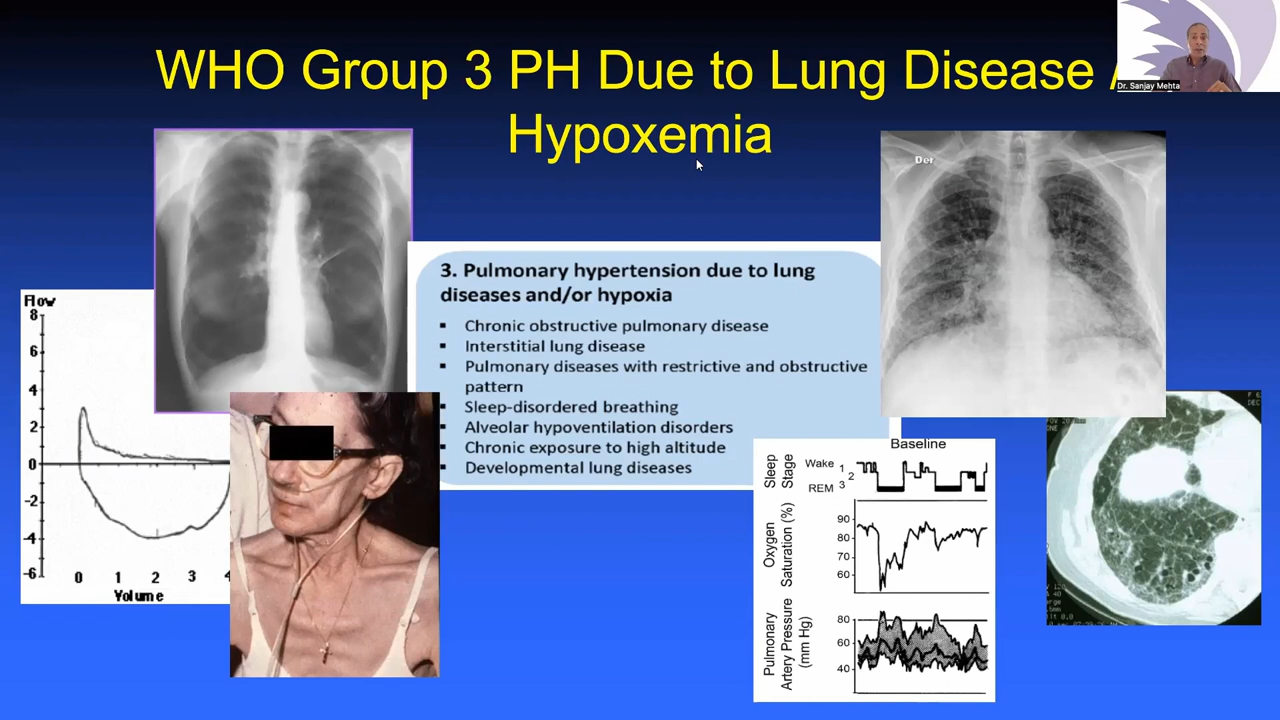 WHO Group 3 PH Due to Lung Disease
Hypoxemia
Dr. Sanjay Mehta
Der
3. Pulmonary hypertension due to lung
diseases and/or hypoxia
▪ Chronic obstructive pulmonary disease
▪ Interstitial lung disease
▪ Pulmonary diseases with restrictive and obstructive
pattern
▪ Sleep-disordered breathing
▪ Alveolar hypoventilation disorders
▪ Chronic exposure to high altitude
▪ Developmental lung diseases
Flow
8
6
4
2
0
-2
-4
-6
0 1 2 3 4
Volume
Baseline
Sleep
Stage
Wake 1
2
REM 3
Oxygen
Saturation (%)
90
80
70
60
Pulmonary
Artery Pressure
(mm Hg)
80
60
40